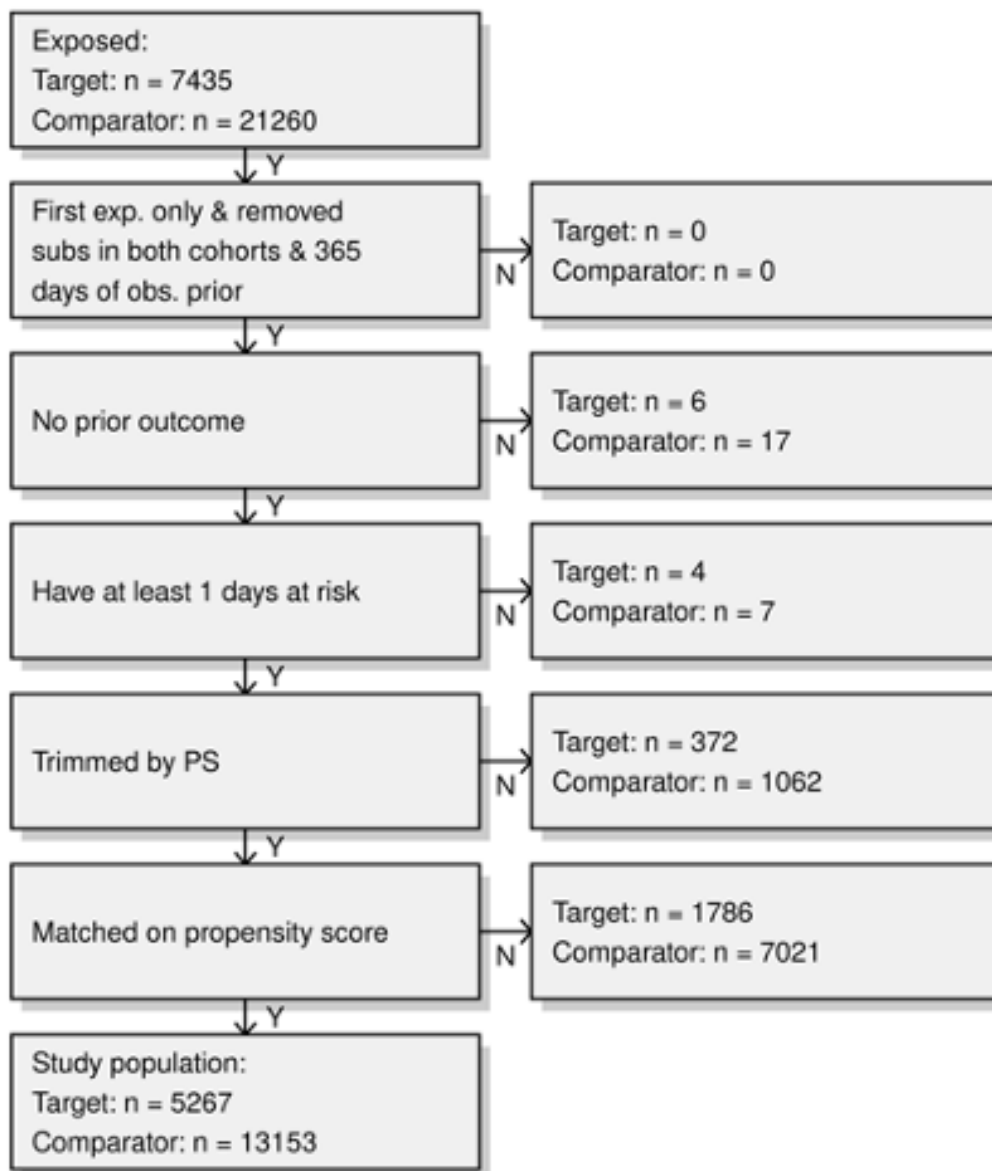 Exposed:
Target: n = 7435
Comparator: n = 21260
Y
First exp. only & removed
subs in both cohorts & 365
days of obs. prior
N
Target: n = 0
Comparator: n = 0
Y
No prior outcome
N
Target: n = 6
Comparator: n = 17
Y
Have at least 1 days at risk
N
Target: n = 4
Comparator: n = 7
Y
Trimmed by PS
N
Target: n = 372
Comparator: n = 1062
Y
Matched on propensity score
N
Target: n = 1786
Comparator: n = 7021
Y
Study population:
Target: n = 5267
Comparator: n = 13153